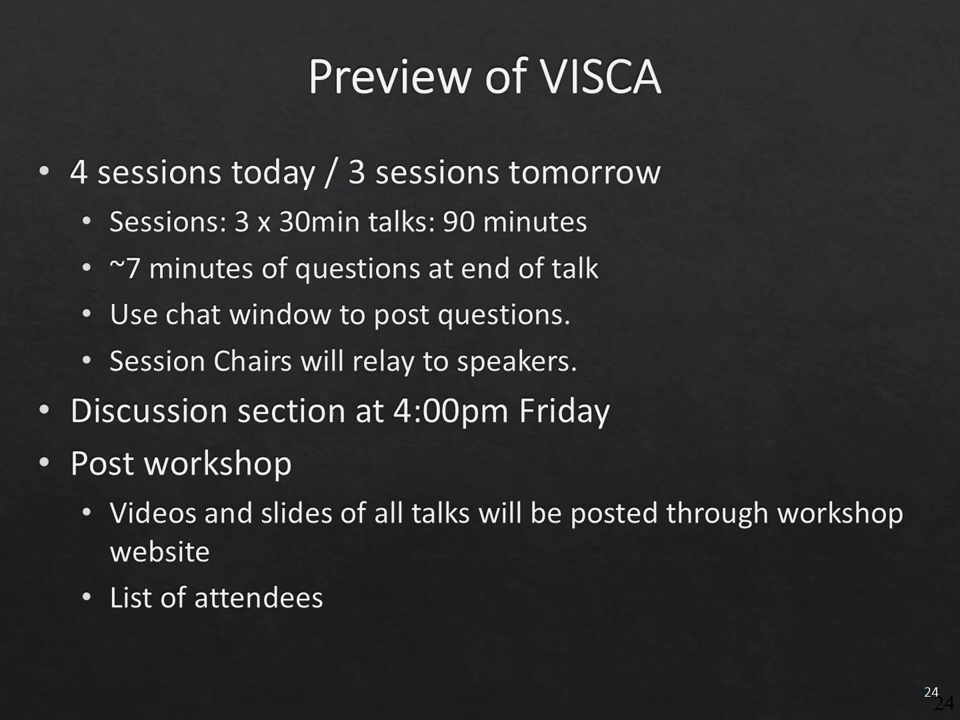 Preview of VISCA
• 4 sessions today / 3 sessions tomorrow
• Sessions: 3 x 30min talks: 90 minutes
• ~7 minutes of questions at end of talk
• Use chat window to post questions.
• Session Chairs will relay to speakers.
• Discussion section at 4:00pm Friday
• Post workshop
• Videos and slides of all talks will be posted through workshop
website
• List of attendees
24
24